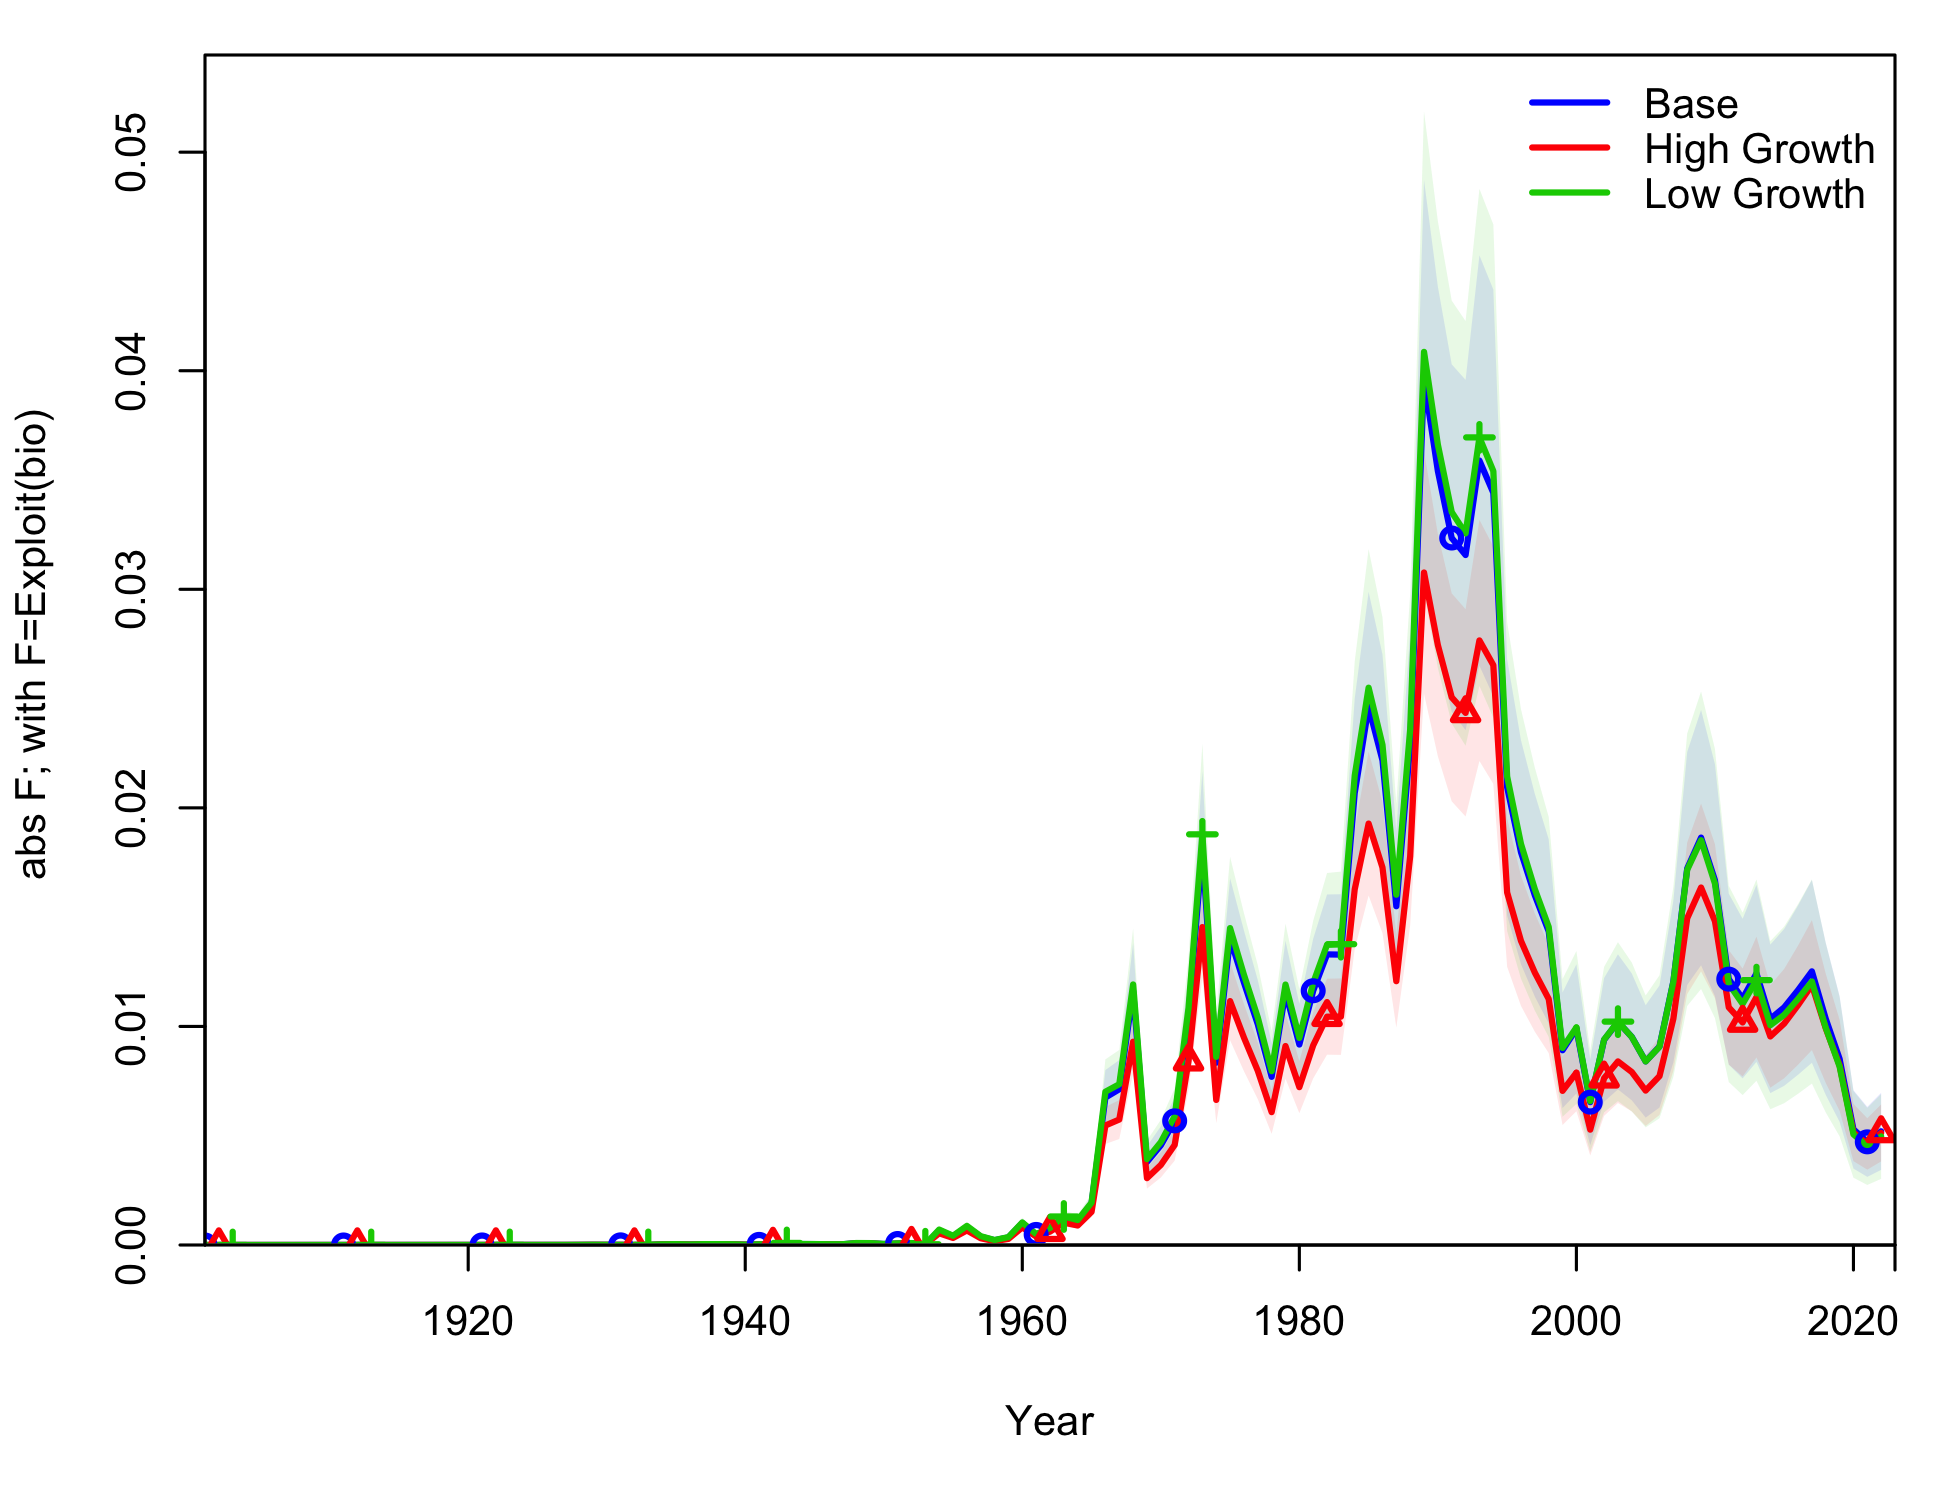 Base
High Growth
Low Growth
abs F; with F=Exploit(bio)
0.05
0.04
0.03
0.02
0.01
0.00
1920 1940 1960 1980 2000 2020
Year